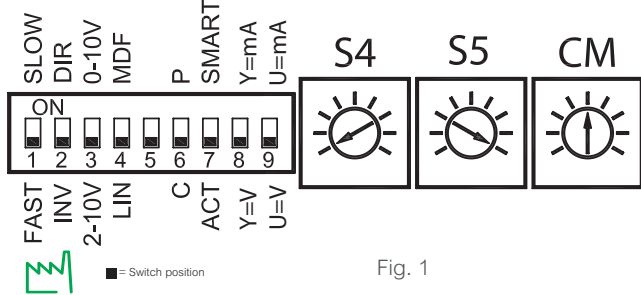 SLOW DIR 0-10V MDF P SMART Y=mA U=mA
S4 S5 CM
ON
1 2 3 4 5 6 7 8 9
FAST INV 2-10V LIN C ACT Y=V U=V
= Switch position
Fig. 1